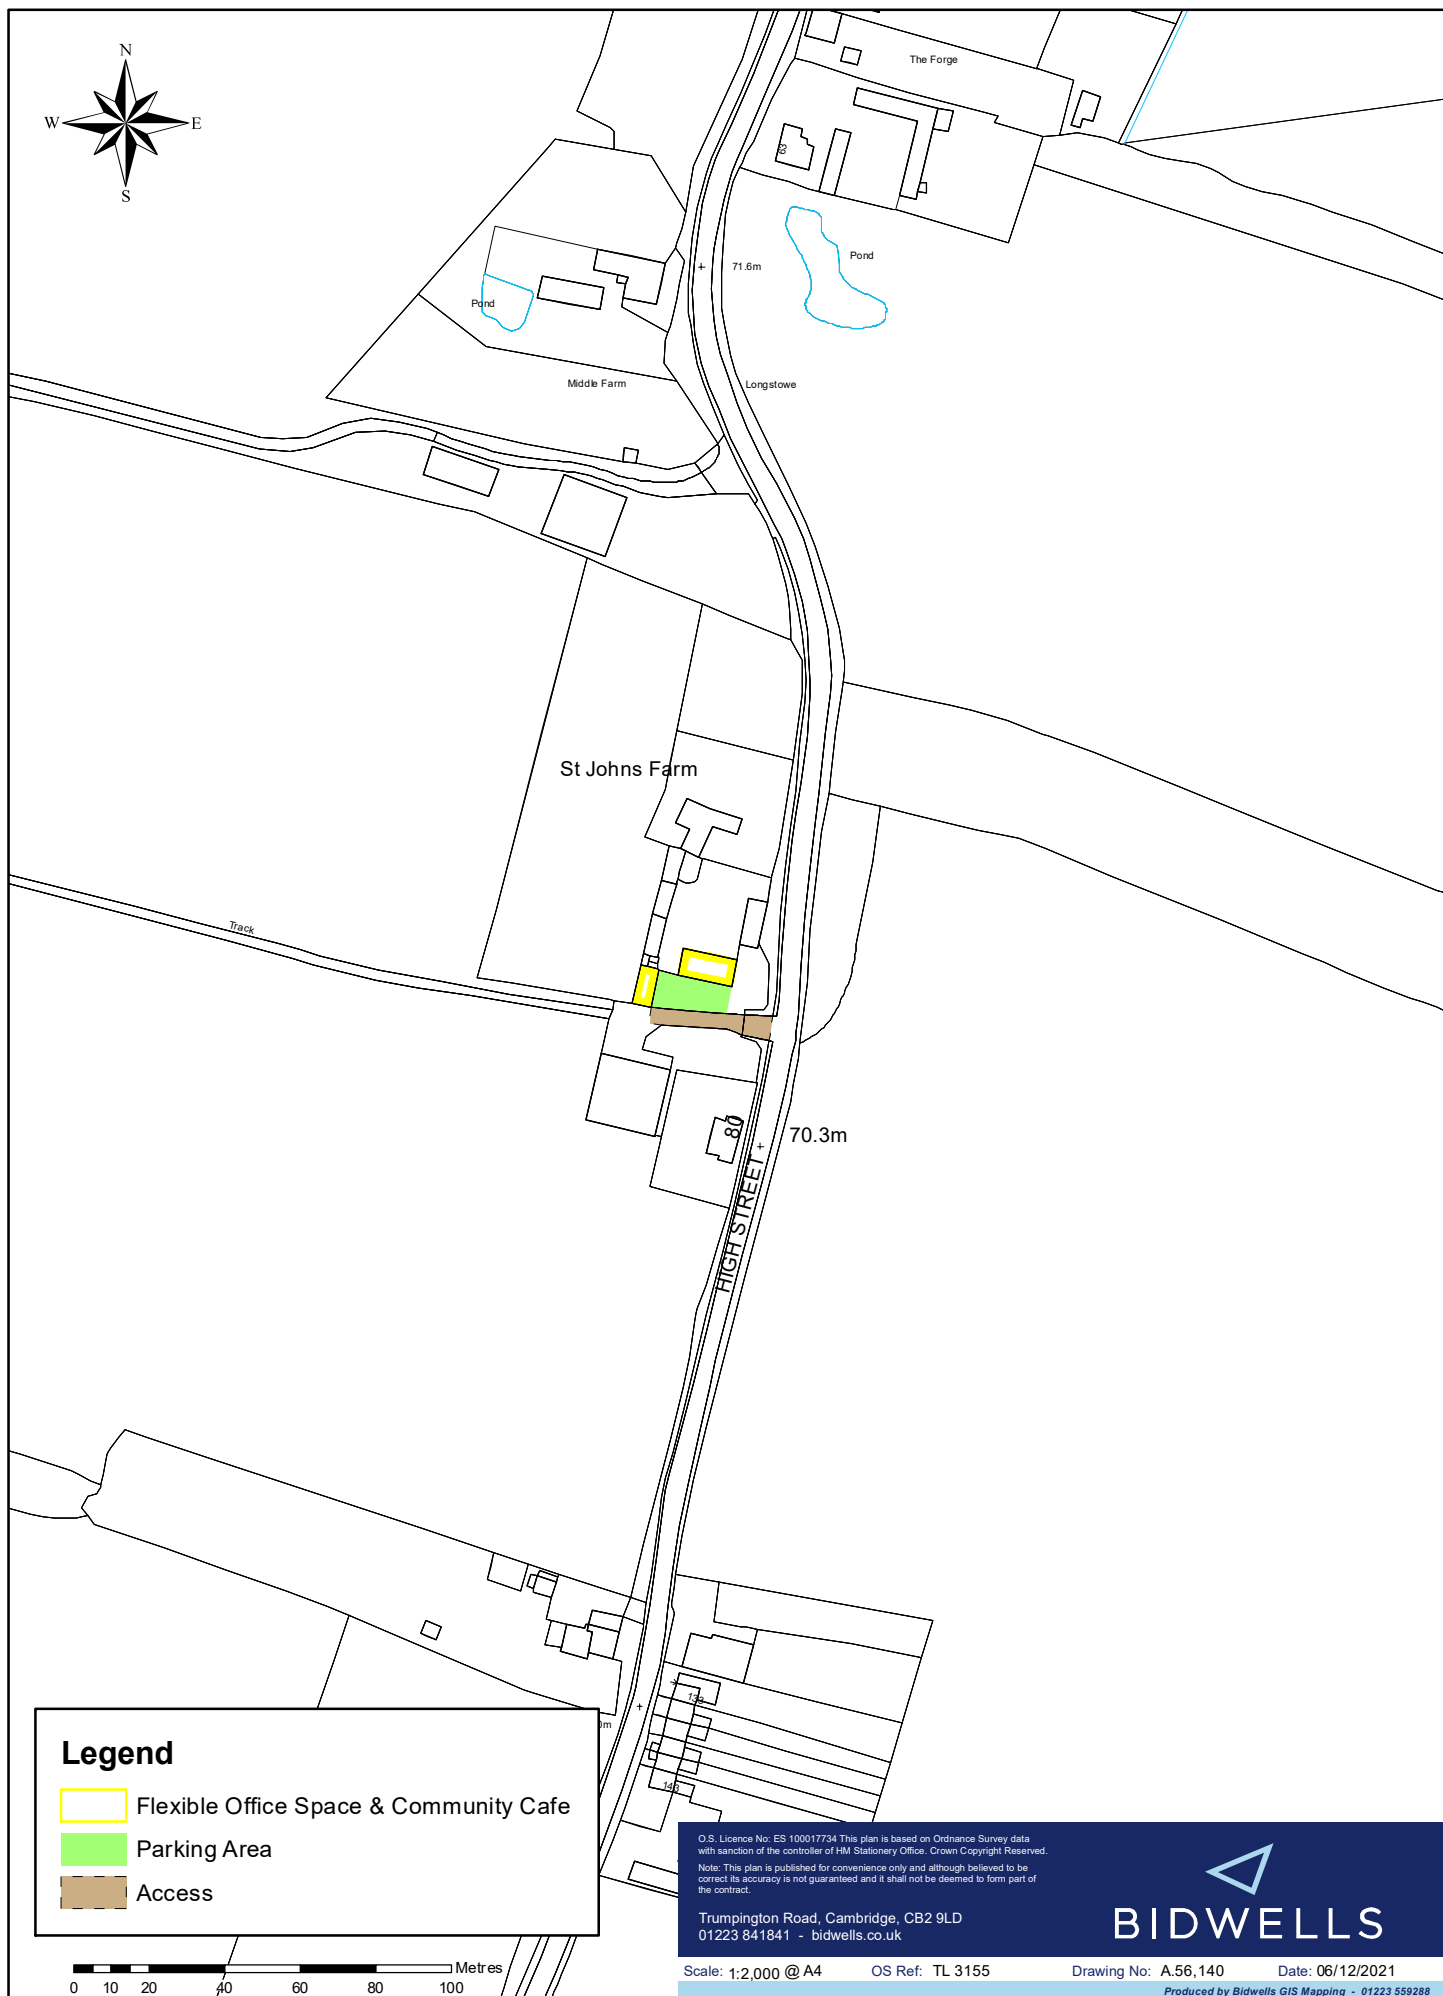 N
W
E
S
The Forge
63
Pond
71.6m
Pond
Middle Farm
Longstowe
St Johns Farm
Track
80
70.3m
HIGH STREET
133
0m
143
Legend
Flexible Office Space & Community Cafe
Parking Area
Access
Metres
0 10 20 40 60 80 100
O.S. Licence No: ES 100017734 This plan is based on Ordnance Survey data
with sanction of the controller of HM Stationery Office. Crown Copyright Reserved.
Note: This plan is published for convenience only and although believed to be
correct its accuracy is not guaranteed and it shall not be deemed to form part of
the contract.
Trumpington Road, Cambridge, CB2 9LD
01223 841841 - bidwells.co.uk
BIDWELLS
Scale: 1:2,000 @ A4 OS Ref: TL 3155 Drawing No: A.56,140 Date: 06/12/2021
Produced by Bidwells GIS Mapping - 01223 559288